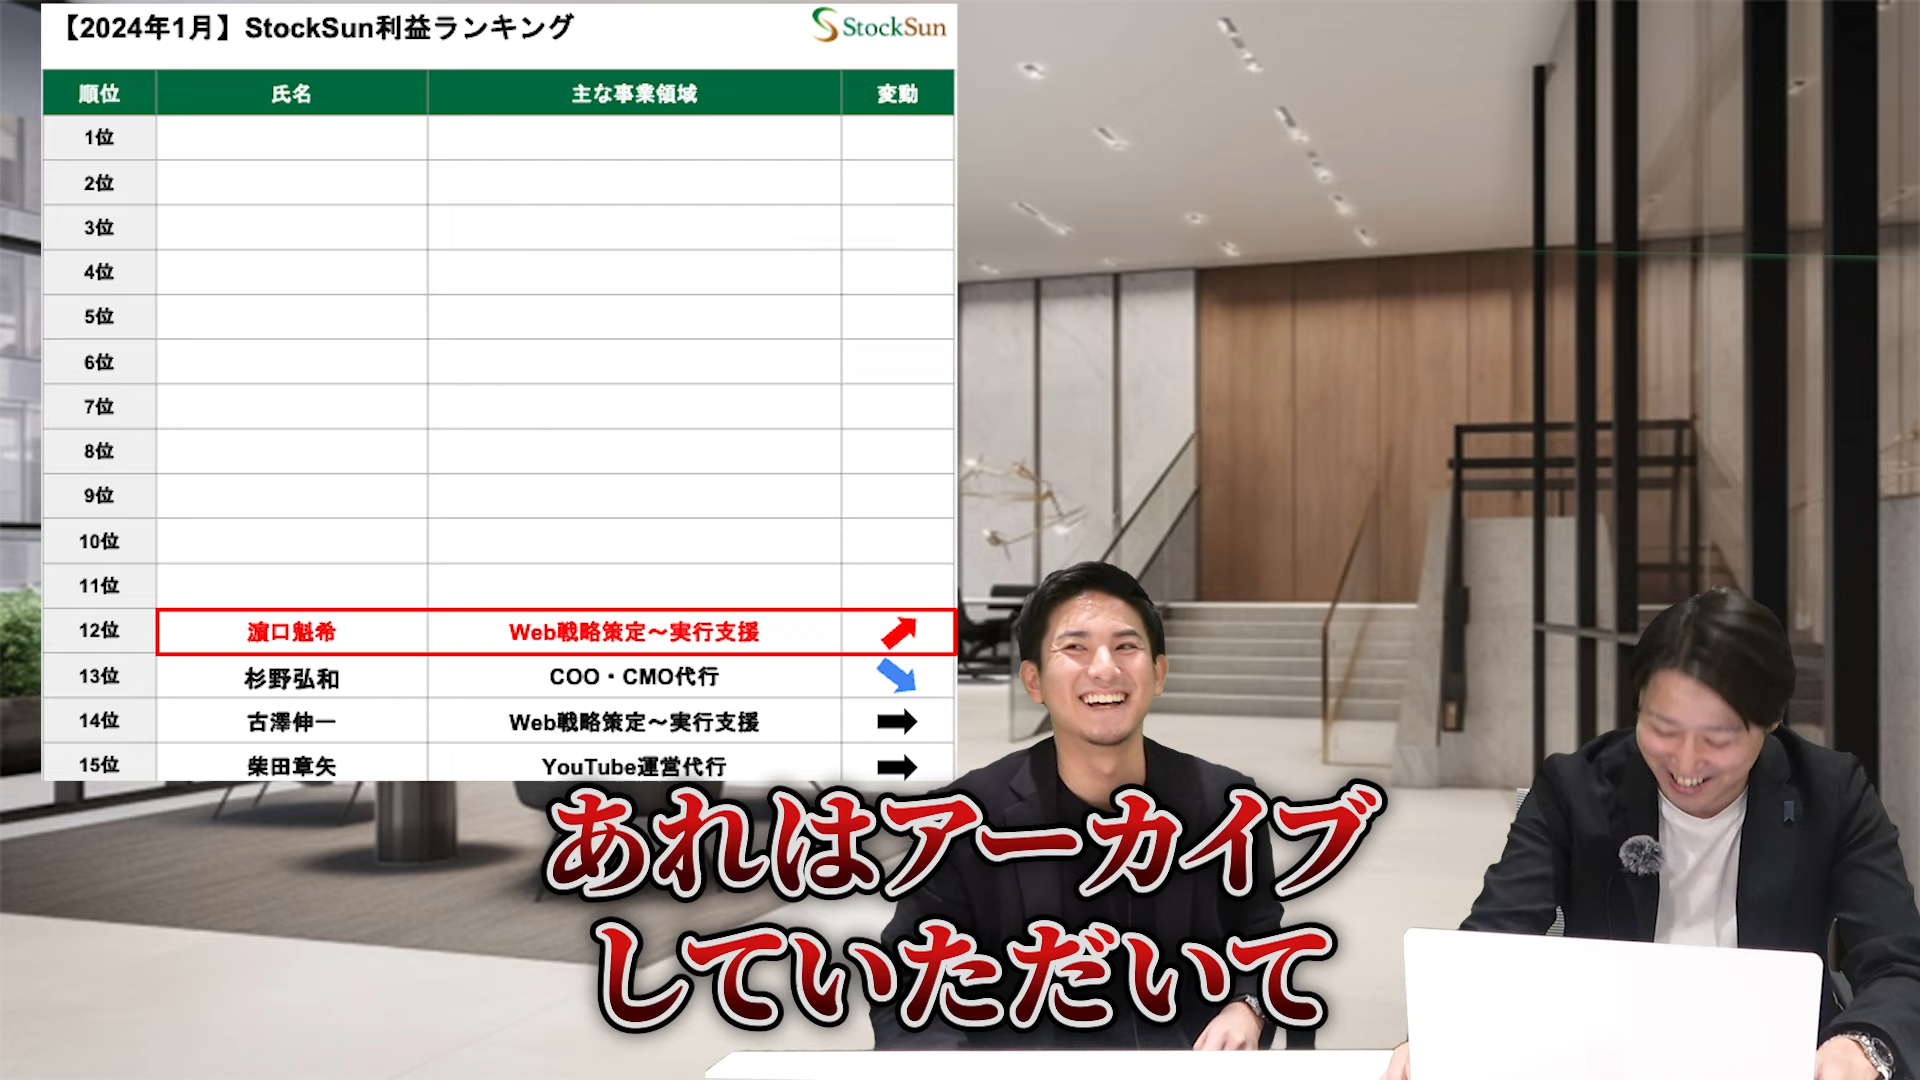 【2024年1月】StockSun利益ランキング
StockSun
順位 氏名 主な事業領域 変動
1位
2位
3位
4位
5位
6位
7位
8位
9位
10位
11位
12位 濵口魁希 Web戦略策定～実行支援
13位 杉野弘和 COO・CMO代行
14位 古澤伸一 Web戦略策定～実行支援
15位 柴田章矢 YouTube運営代行
あれはアーカイブ
していただいて